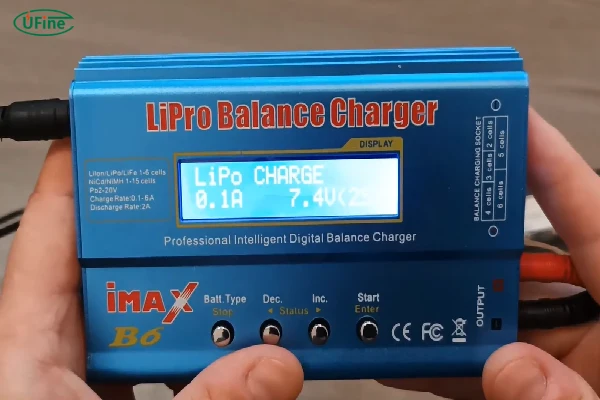 UFine
LiPro Balance Charger
DISPLAY
LiIon/LiPo/LiFe 1-6 cells
NiCd/NiMH 1-15 cells
Pb2-20V
Charge Rate:0.1-6A
Discharge Rate:2A
LiPo CHARGE
0.1A 7.4V(2S
BALANCE CHARGING SOCKET
4 cells 3 cells 2 cells
6 cells 5 cells
Professional Intelligent Digital Balance Charger
iMAX
B6
Batt.Type Dec. Inc. Start
Stop ◄ Status ► Enter
CE FC
OUTPUT